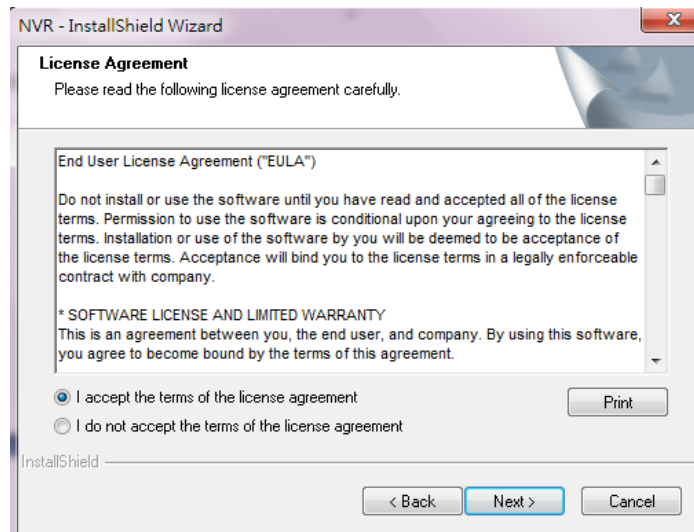 NVR - InstallShield Wizard
License Agreement
Please read the following license agreement carefully.
End User License Agreement ("EULA")
Do not install or use the software until you have read and accepted all of the license
terms. Permission to use the software is conditional upon your agreeing to the license
terms. Installation or use of the software by you will be deemed to be acceptance of
the license terms. Acceptance will bind you to the license terms in a legally enforceable
contract with company.
* SOFTWARE LICENSE AND LIMITED WARRANTY
This is an agreement between you, the end user, and company. By using this software,
you agree to become bound by the terms of this agreement.
I accept the terms of the license agreement
Print
I do not accept the terms of the license agreement
InstallShield
< Back
Next >
Cancel